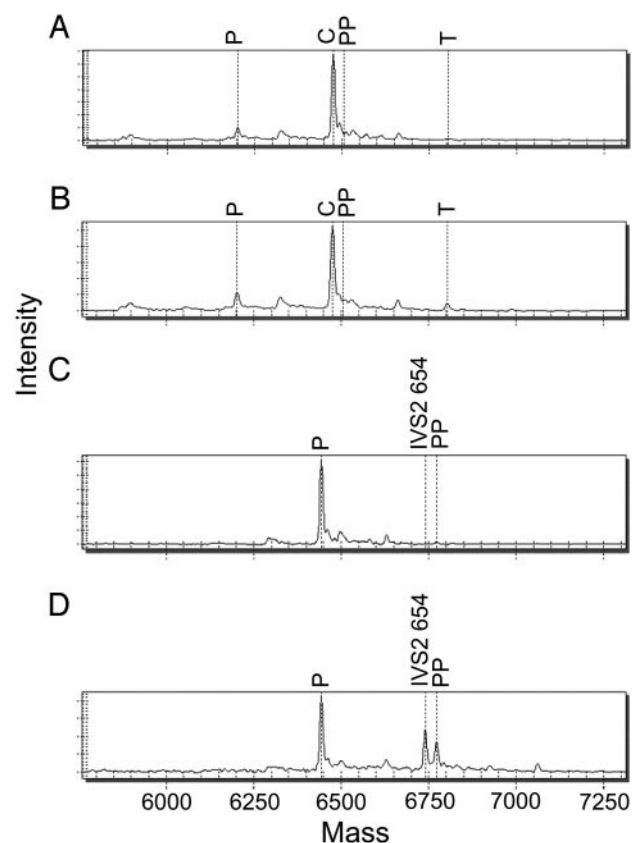 A
P
C
PP
T
B
P
C
PP
T
Intensity
C
P
IVS2 654
PP
D
P
IVS2 654
PP
6000 6250 6500 6750 7000 7250
Mass